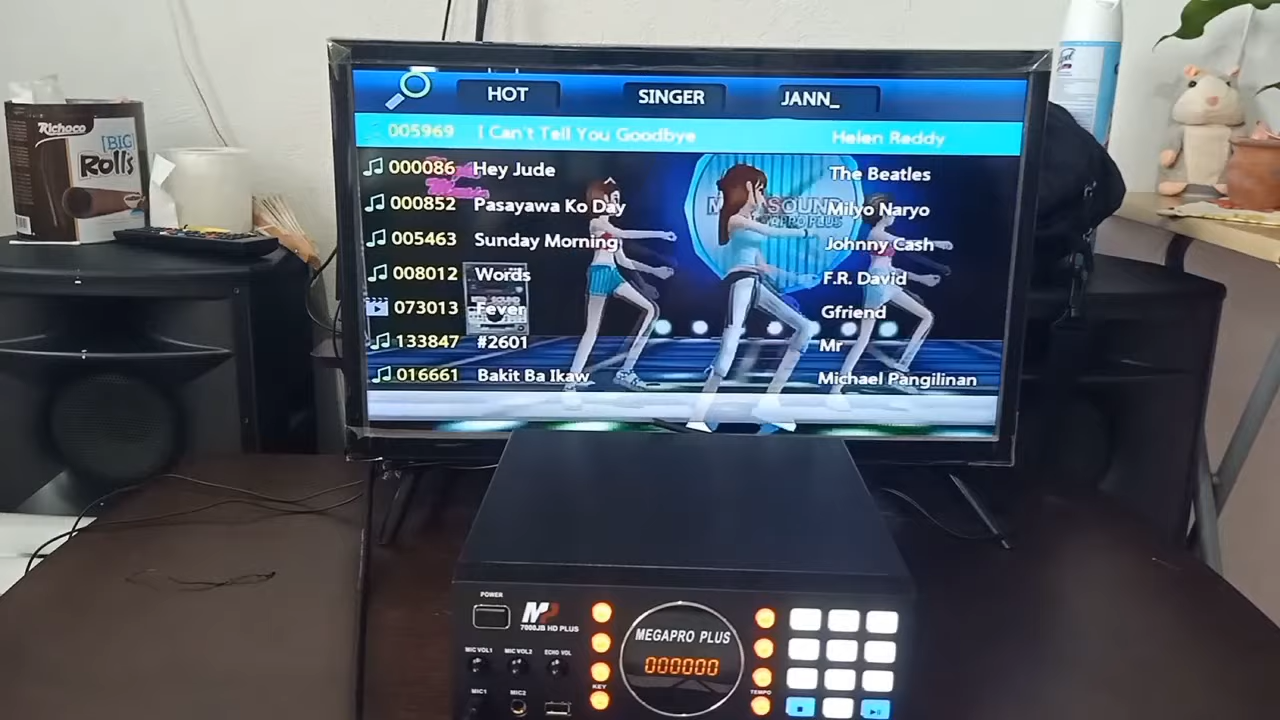 HOT SINGER JANN_
005969 I Can't Tell You Goodbye Helen Reddy
000086 Hey Jude The Beatles
000852 Pasayawa Ko Day Milyo Naryo
005463 Sunday Morning Johnny Cash
008012 Words F.R. David
073013 Fever Gfriend
133847 #2601 Mr
016661 Bakit Ba Ikaw Michael Pangilinan
Richoco
[BIG
Rolls
POWER
MP
7000JB HD PLUS
MIC VOL1 MIC VOL2 ECHO VOL
MIC1 MIC2
KEY
MEGAPRO PLUS
000000
TEMPO